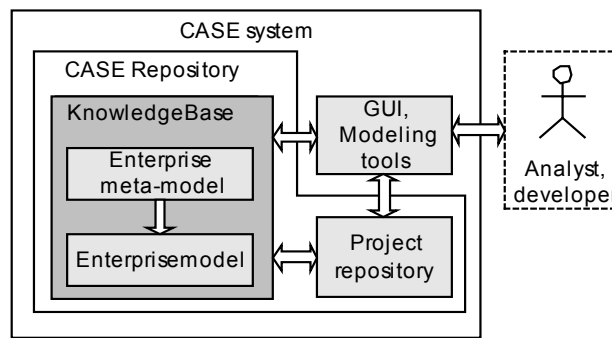 CASE system
CASE Repository
KnowledgeBase
Enterprise
meta-model
Enterprisemodel
GUI,
Modeling
tools
Project
repository
Analyst,
developer